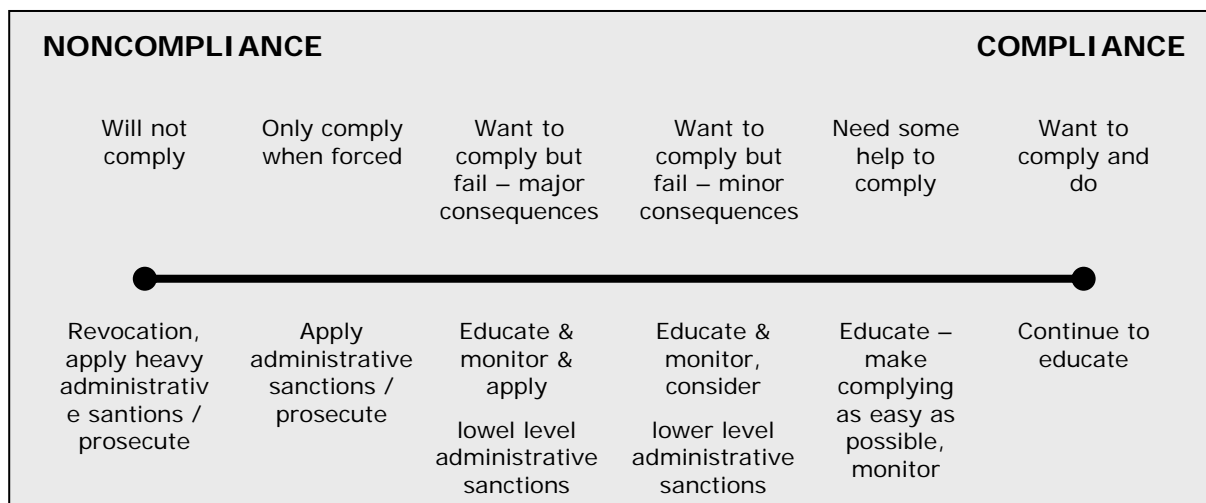 NONCOMPLIANCE
COMPLIANCE
Will not
comply
Only comply
when forced
Want to
comply but
fail – major
consequences
Want to
comply but
fail – minor
consequences
Need some
help to
comply
Want to
comply and
do
Revocation,
apply heavy
administrativ
e santions /
prosecute
Apply
administrative
sanctions /
prosecute
Educate &
monitor &
apply
lowel level
administrative
sanctions
Educate &
monitor,
consider
lower level
administrative
sanctions
Educate –
make
complying
as easy as
possible,
monitor
Continue to
educate